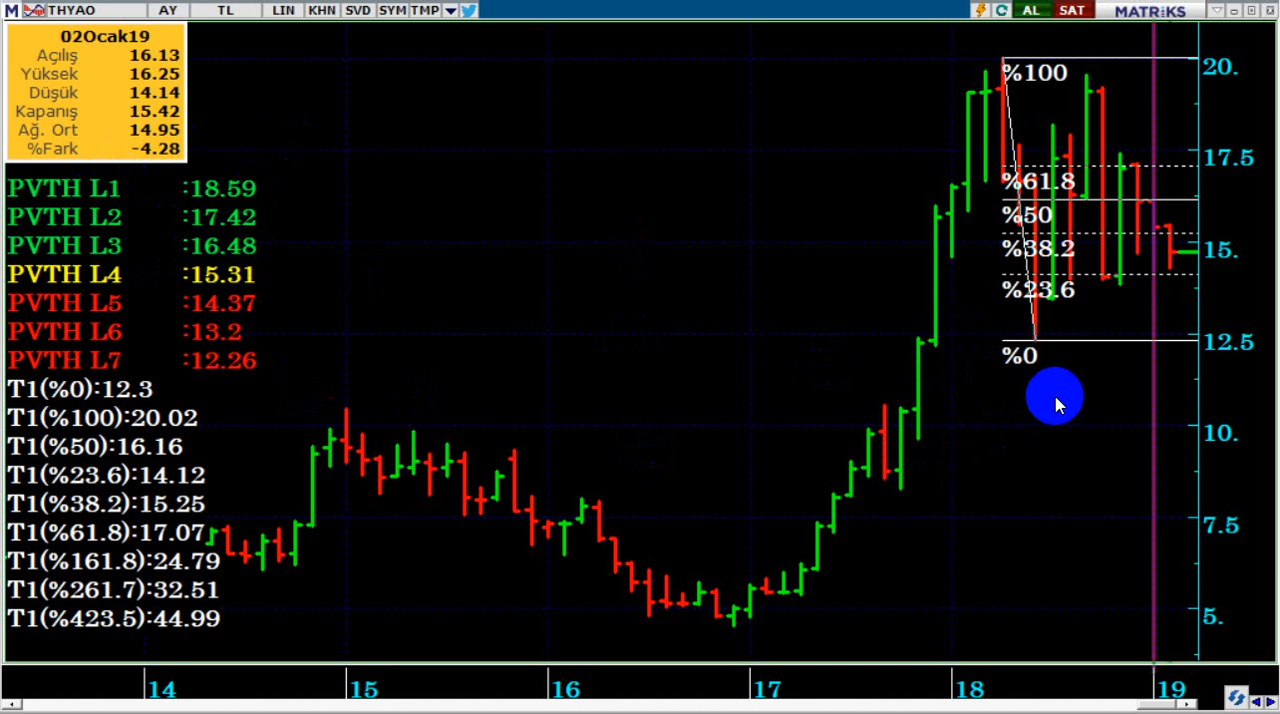 M THYAO AY TL LIN KHN SVD SYM TMP AL SAT MATRiKS
02Ocak19
Açılış 16.13
Yüksek 16.25
Düşük 14.14
Kapanış 15.42
Ağ. Ort 14.95
%Fark -4.28
PVTH L1 :18.59
PVTH L2 :17.42
PVTH L3 :16.48
PVTH L4 :15.31
PVTH L5 :14.37
PVTH L6 :13.2
PVTH L7 :12.26
T1(%0):12.3
T1(%100):20.02
T1(%50):16.16
T1(%23.6):14.12
T1(%38.2):15.25
T1(%61.8):17.07
T1(%161.8):24.79
T1(%261.7):32.51
T1(%423.5):44.99
%100
%61.8
%50
%38.2
%23.6
%0
20.
17.5
15.
12.5
10.
7.5
5.
14 15 16 17 18 19